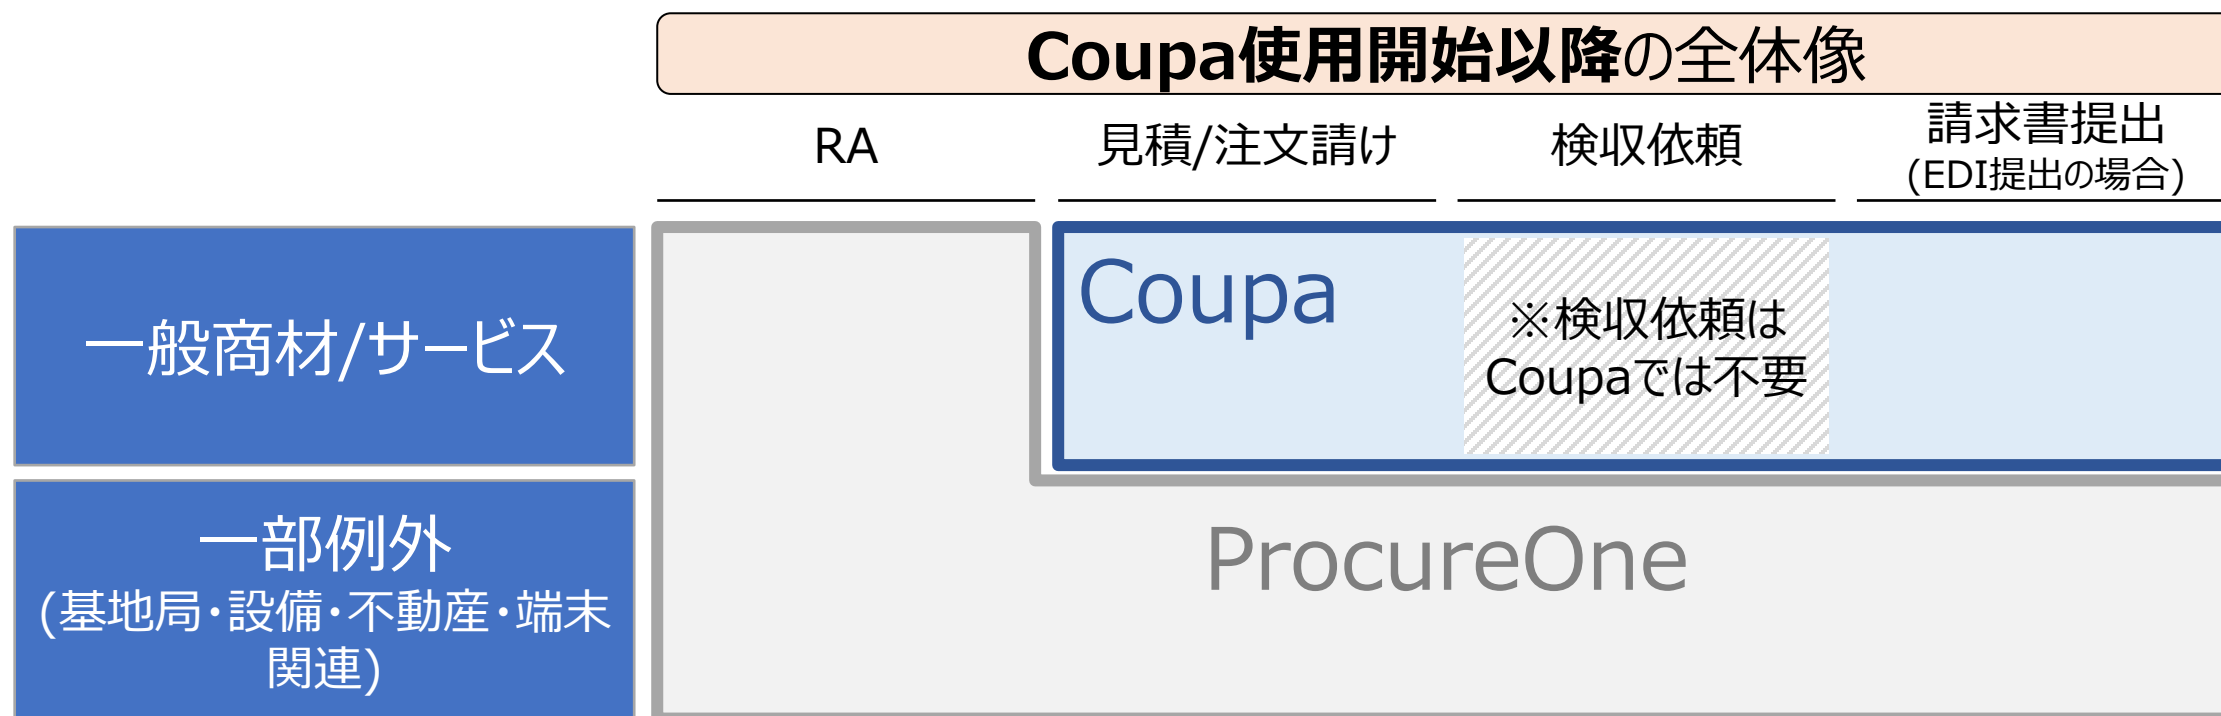 Coupa使用開始以降の全体像
RA
見積/注文請け
検収依頼
請求書提出
(EDI提出の場合)
一般商材/サービス
Coupa
※検収依頼は
Coupaでは不要
一部例外
(基地局・設備・不動産・端末
関連)
ProcureOne